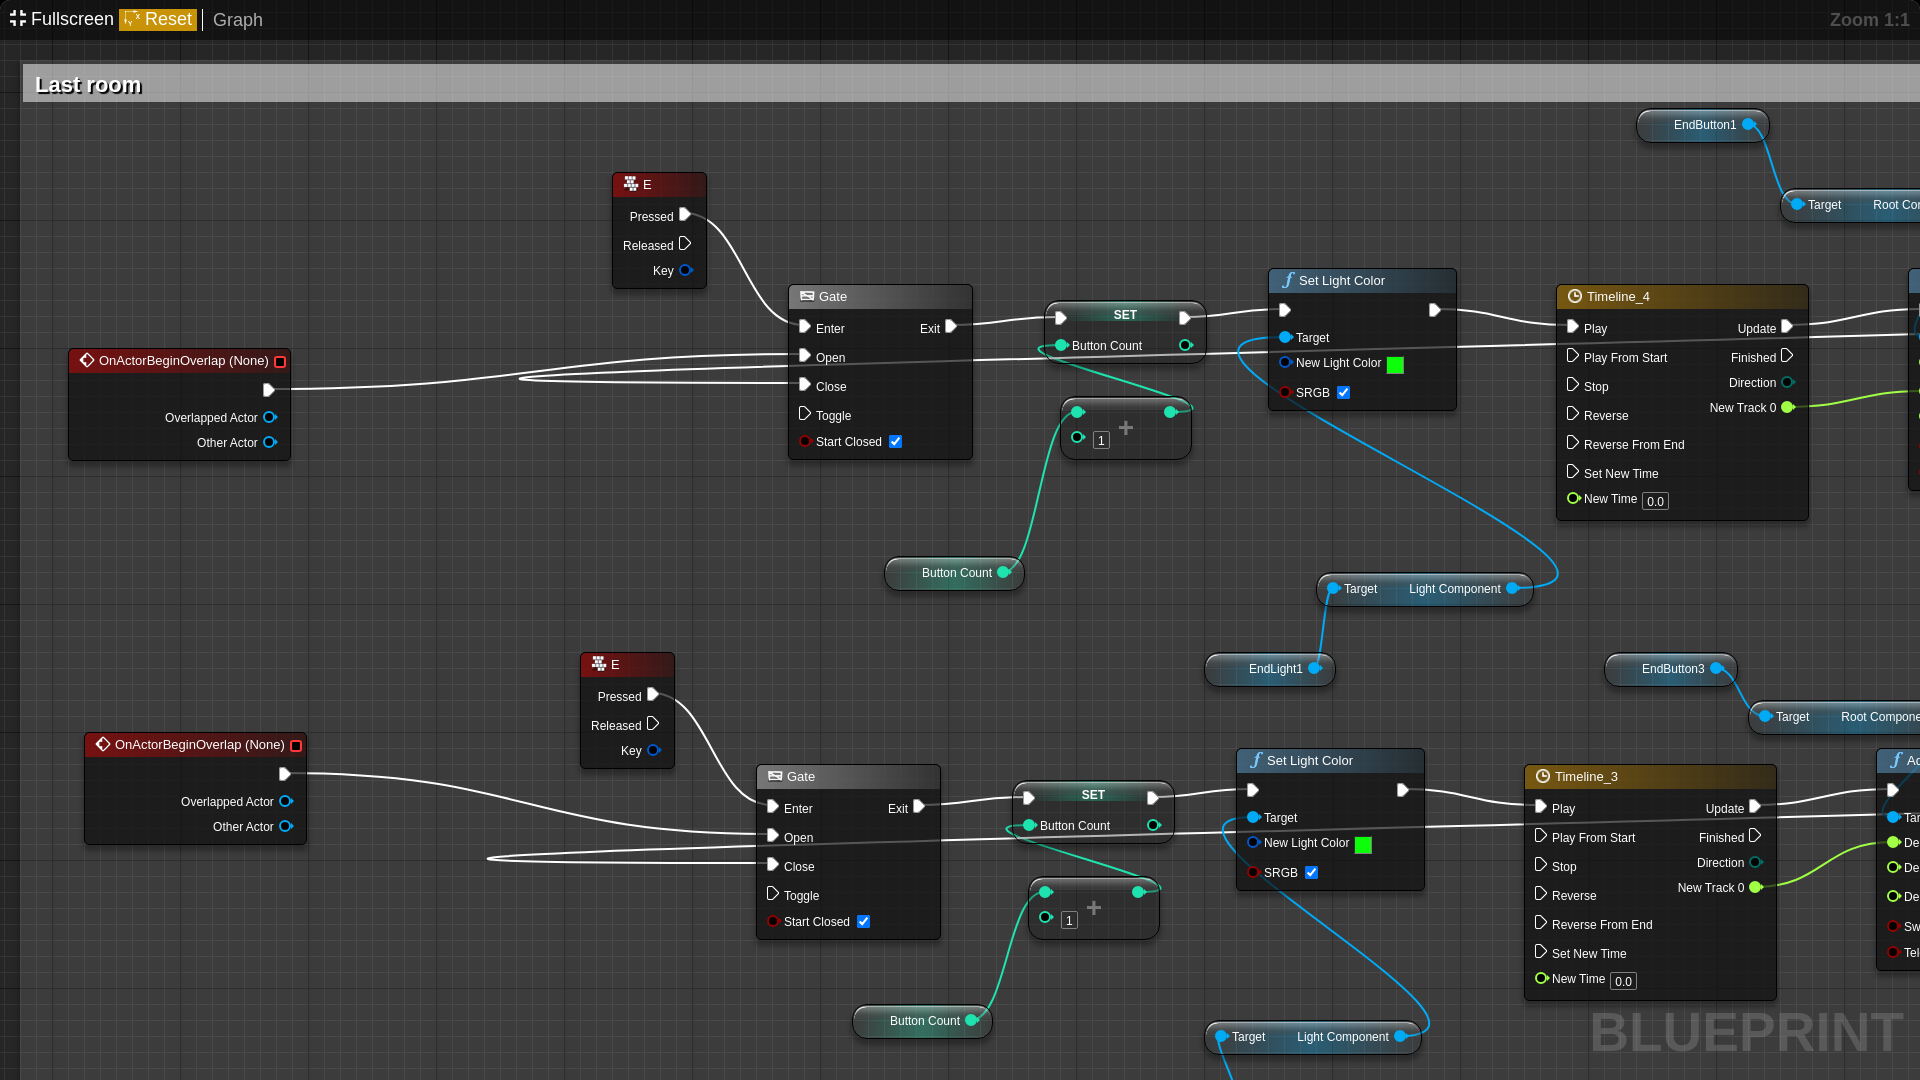 Fullscreen Reset Graph
Zoom 1:1
Last room
EndButton1
Target Root Cor
E
Pressed
Released
Key
Gate
Enter Exit
Open
Close
Toggle
Start Closed
SET
Button Count
1 +
Set Light Color
Target
New Light Color
SRGB
Timeline_4
Play Update
Play From Start Finished
Stop Direction
Reverse New Track 0
Reverse From End
Set New Time
New Time 0.0
OnActorBeginOverlap (None)
Overlapped Actor
Other Actor
Button Count
Target Light Component
EndLight1
EndButton3
Target Root Compone
E
Pressed
Released
Key
OnActorBeginOverlap (None)
Overlapped Actor
Other Actor
Gate
Enter Exit
Open
Close
Toggle
Start Closed
SET
Button Count
1 +
Set Light Color
Target
New Light Color
SRGB
Timeline_3
Play Update
Play From Start Finished
Stop Direction
Reverse New Track 0
Reverse From End
Set New Time
New Time 0.0
Ac
Tar
De
De
De
Sw
Tel
Button Count
Target Light Component
BLUEPRINT